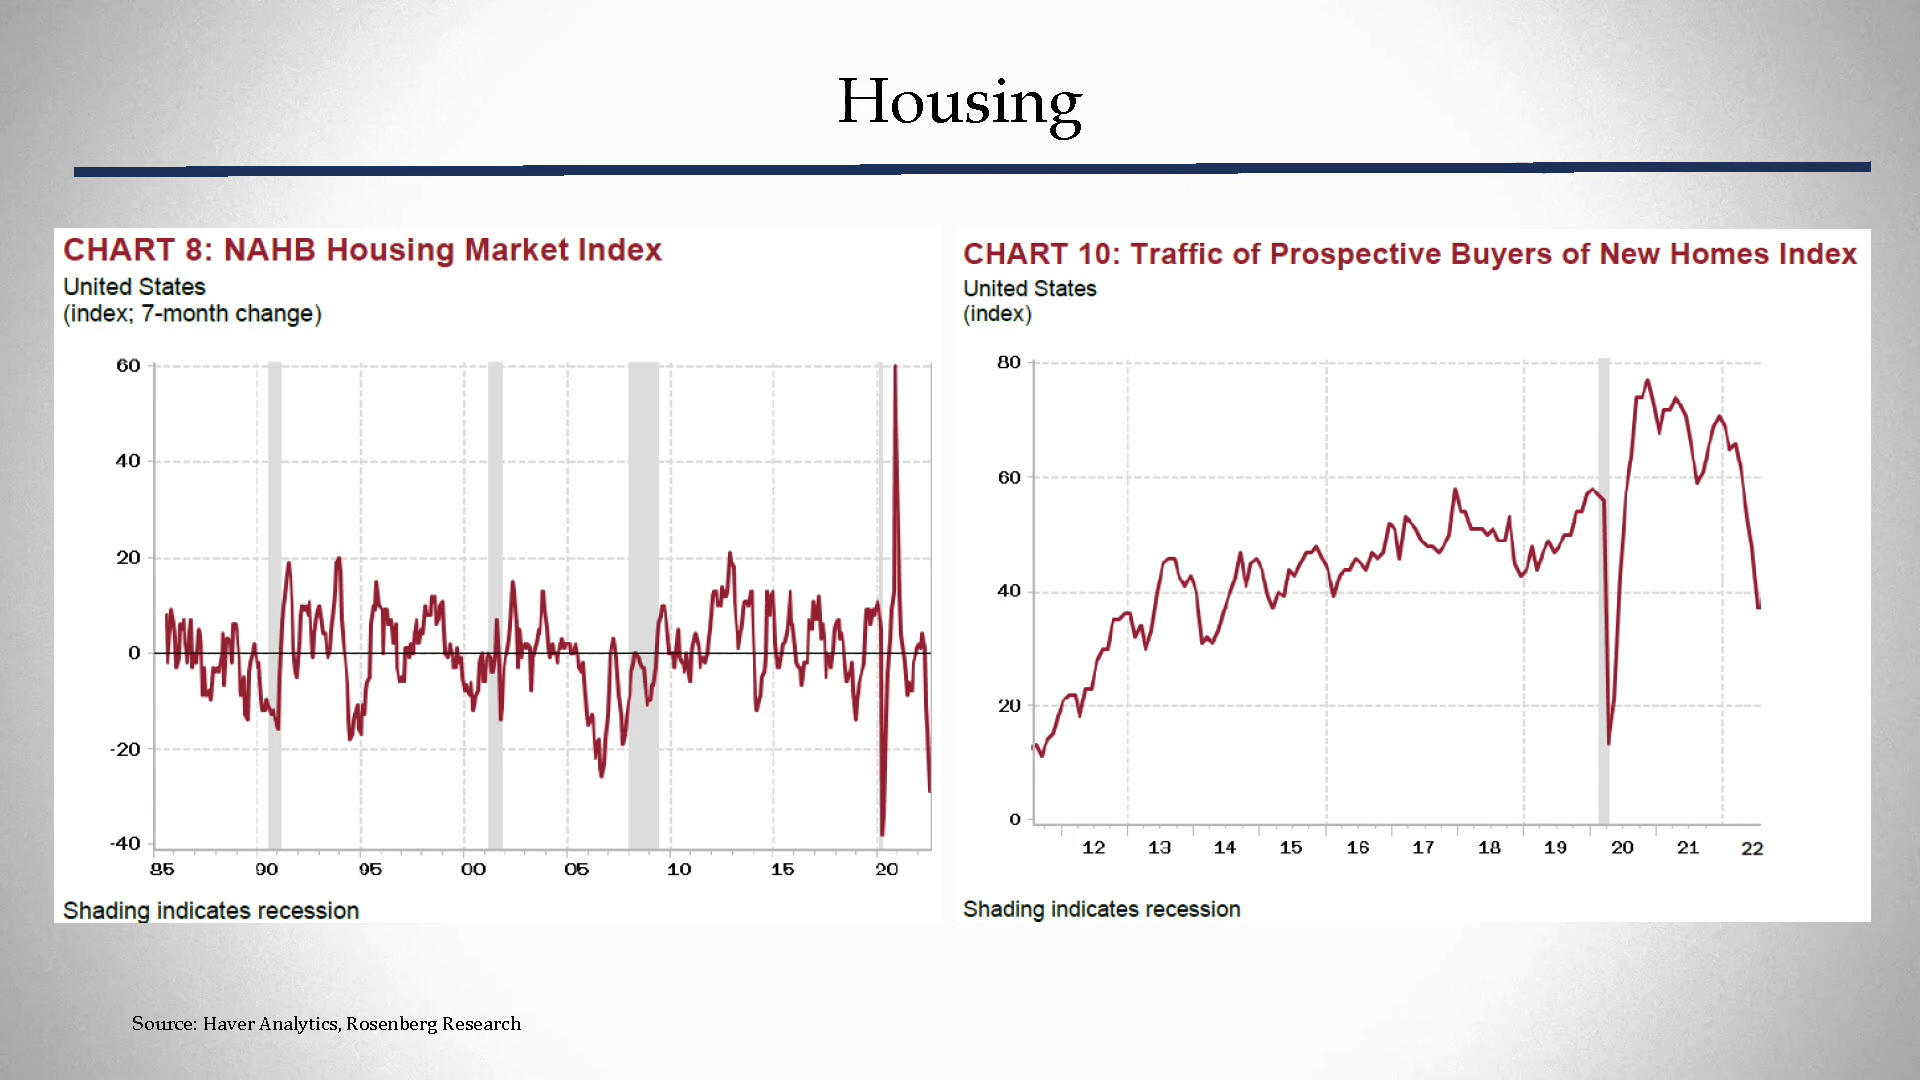 Housing
CHART 8: NAHB Housing Market Index
United States
(index; 7-month change)
60
40
20
0
-20
-40
85 90 95 00 05 10 15 20
Shading indicates recession
CHART 10: Traffic of Prospective Buyers of New Homes Index
United States
(index)
80
60
40
20
0
12 13 14 15 16 17 18 19 20 21 22
Shading indicates recession
Source: Haver Analytics, Rosenberg Research